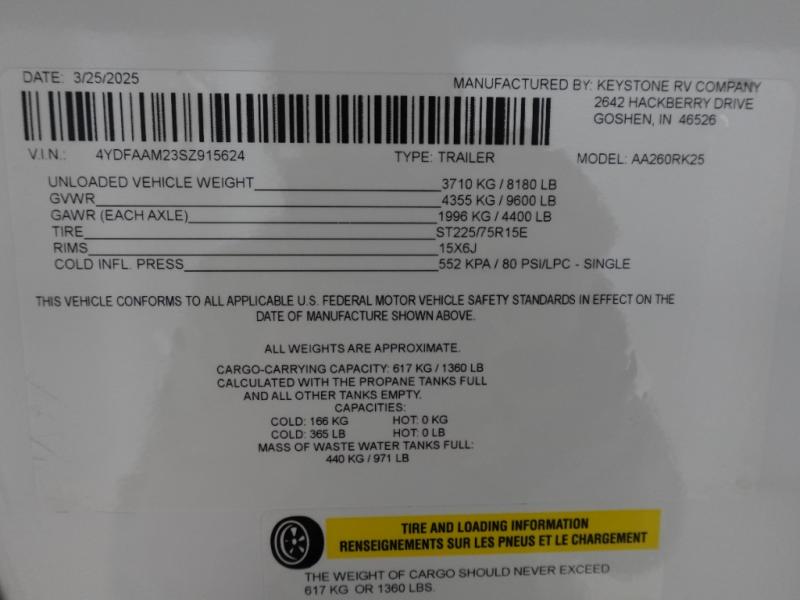 DATE: 3/25/2025
MANUFACTURED BY: KEYSTONE RV COMPANY
2642 HACKBERRY DRIVE
GOSHEN, IN 46526
V.I.N.: 4YDFAAM23SZ915624 TYPE: TRAILER MODEL: AA260RK25
UNLOADED VEHICLE WEIGHT 3710 KG / 8180 LB
GVWR 4355 KG / 9600 LB
GAWR (EACH AXLE) 1996 KG / 4400 LB
TIRE ST225/75R15E
RIMS 15X6J
COLD INFL. PRESS 552 KPA / 80 PSI/LPC - SINGLE
THIS VEHICLE CONFORMS TO ALL APPLICABLE U.S. FEDERAL MOTOR VEHICLE SAFETY STANDARDS IN EFFECT ON THE
DATE OF MANUFACTURE SHOWN ABOVE.
ALL WEIGHTS ARE APPROXIMATE.
CARGO-CARRYING CAPACITY: 617 KG / 1360 LB
CALCULATED WITH THE PROPANE TANKS FULL
AND ALL OTHER TANKS EMPTY.
CAPACITIES:
COLD: 166 KG HOT: 0 KG
COLD: 365 LB HOT: 0 LB
MASS OF WASTE WATER TANKS FULL:
440 KG / 971 LB
TIRE AND LOADING INFORMATION
RENSEIGNEMENTS SUR LES PNEUS ET LE CHARGEMENT
THE WEIGHT OF CARGO SHOULD NEVER EXCEED
617 KG OR 1360 LBS.